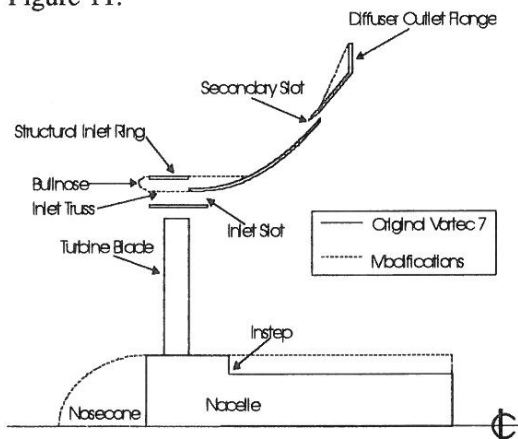 Figure 11.
Diffuser Outlet Flange
Secondary Slot
Structural Inlet Ring
Bullnose
Inlet Truss
Inlet Slot
Turbine Blade
Original Vortec 7
Modifications
Instep
Nosecone
Nacelle